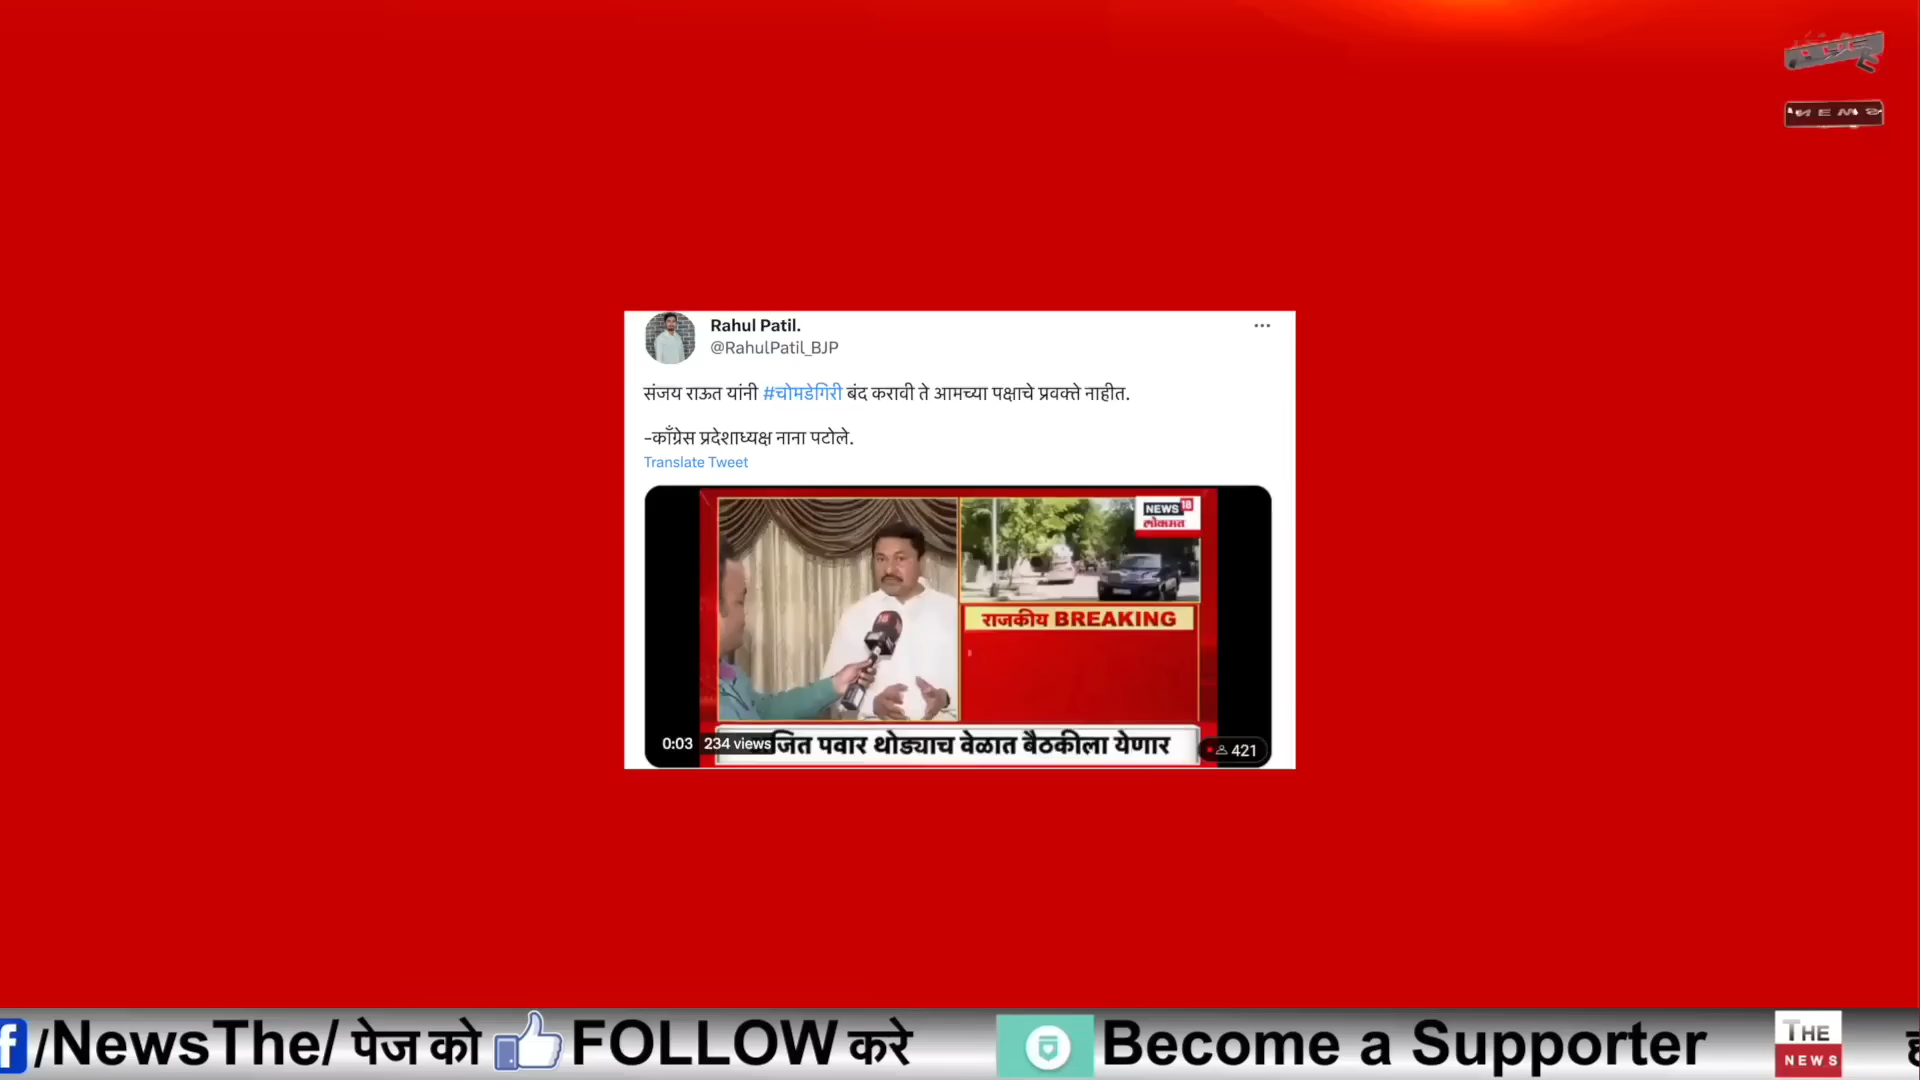 NEWS
Rahul Patil.
@RahulPatil_BJP
संजय राऊत यांनी #चोमडेगिरी बंद करावी ते आमच्या पक्षाचे प्रवक्ते नाहीत.
-काँग्रेस प्रदेशाध्यक्ष नाना पटोले.
Translate Tweet
NEWS 18
लोकमत
राजकीय BREAKING
0:03 234 views जित पवार थोड्याच वेळात बैठकीला येणार
421
f/NewsThe/ पेज को FOLLOW करे Become a Supporter THE NEWS